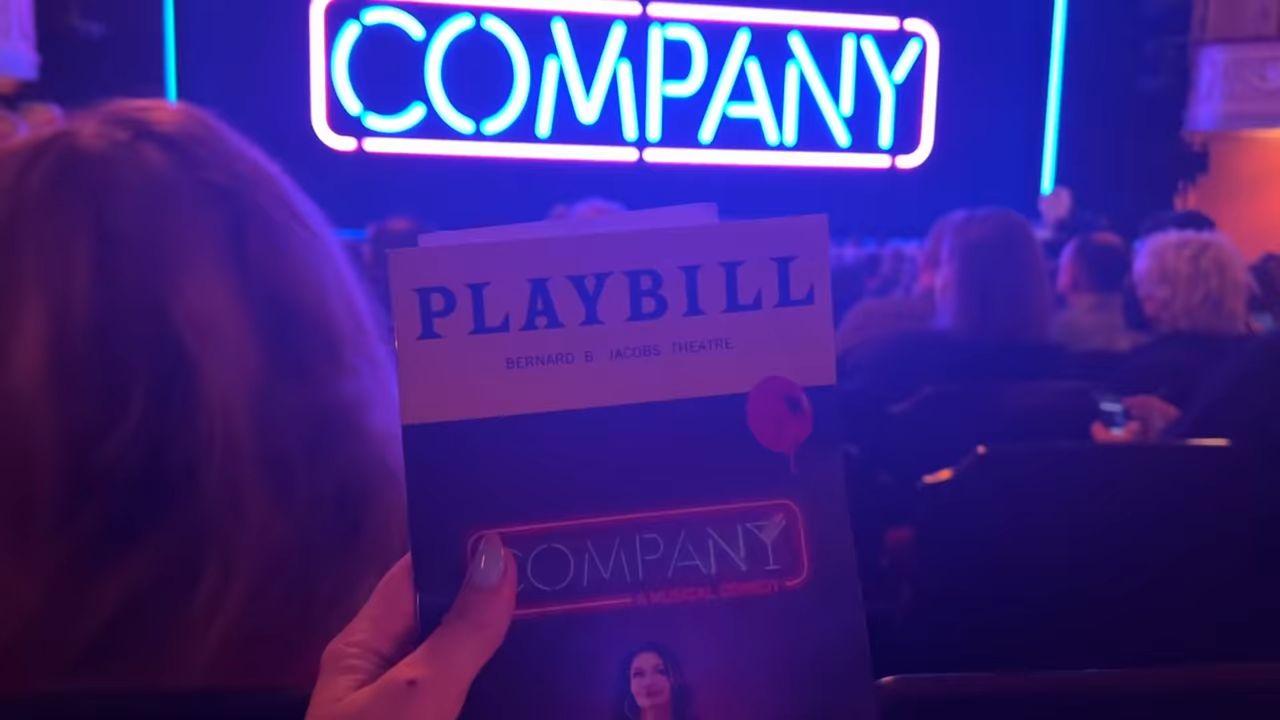 COMPANY
PLAYBILL
BERNARD B. JACOBS THEATRE
COMPANY
A MUSICAL COMEDY